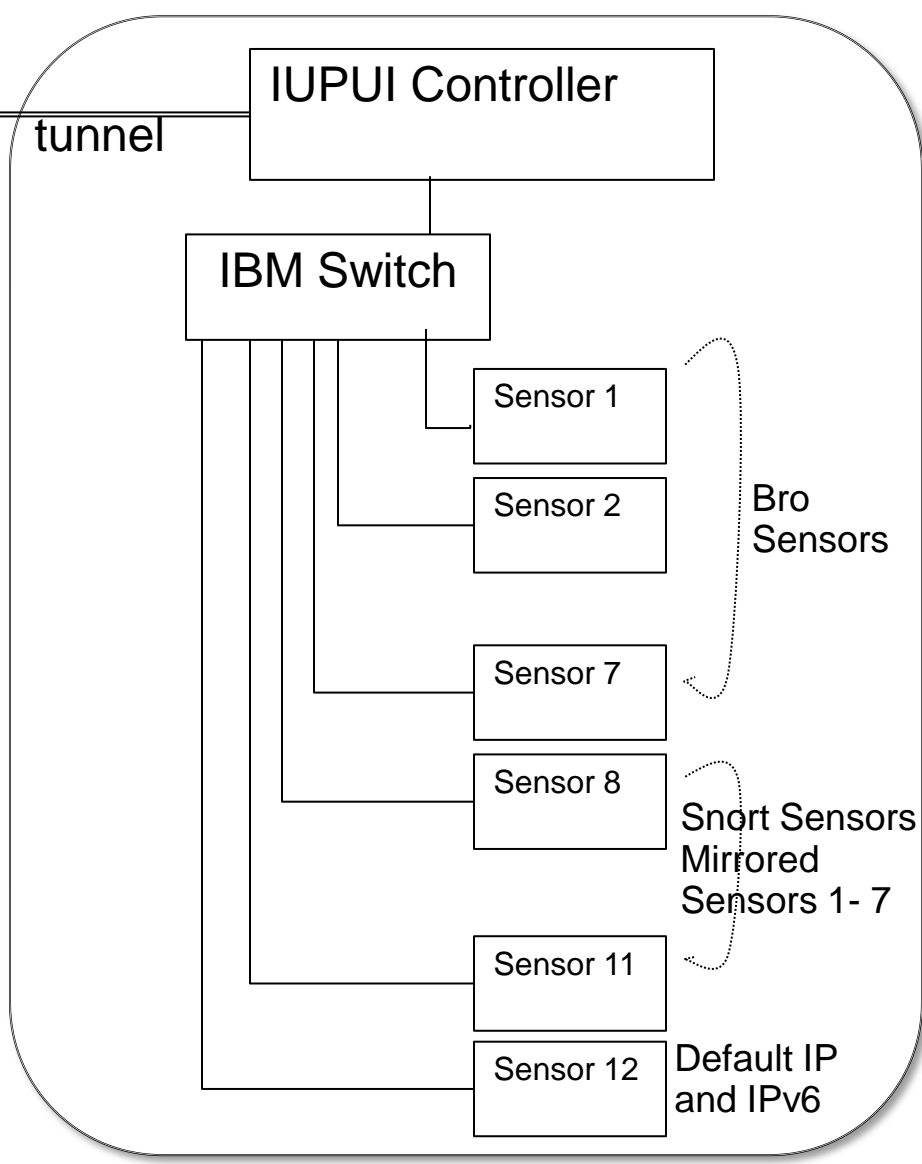 IUPUI Controller
tunnel
IBM Switch
Sensor 1
Sensor 2
Bro
Sensors
Sensor 7
Sensor 8
Snort Sensors
Mirrored
Sensors 1- 7
Sensor 11
Sensor 12
Default IP
and IPv6